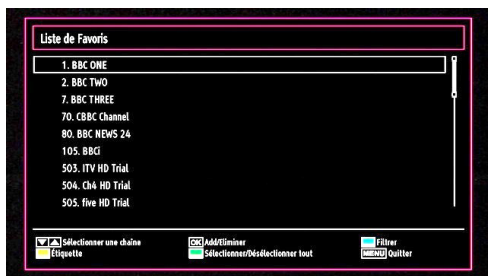 Liste de Favoris
1. BBC ONE
2. BBC TWO
7. BBC THREE
70. CBBC Channel
80. BBC NEWS 24
105. BBCi
503. ITV HD Trial
504. Ch4 HD Trial
505. five HD Trial
Sélectionner une chaîne OK Add/Eliminer Filtrer
Étiquette Sélectionner/Désélectionner tout MENU Quitter